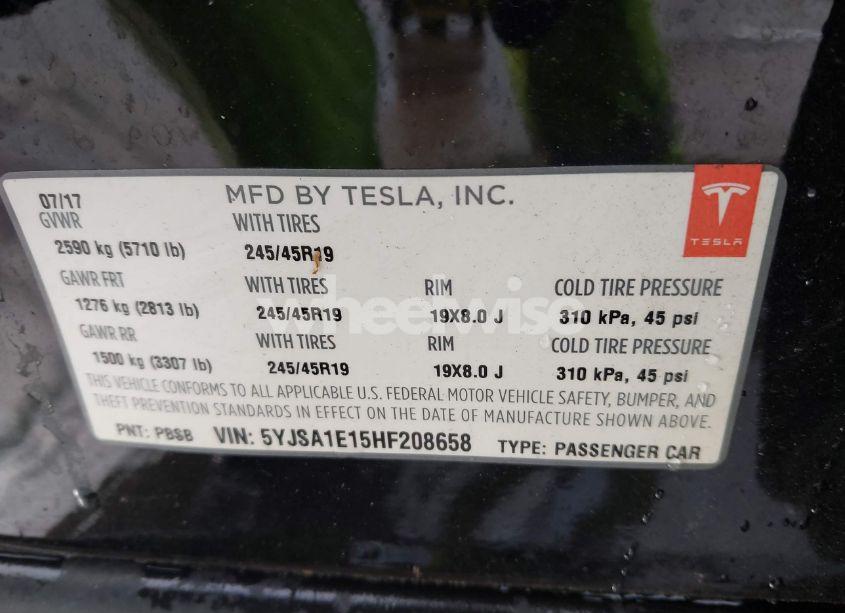 07/17 MFD BY TESLA, INC.
GVWR WITH TIRES
2590 kg (5710 lb) 245/45R19
GAWR FRT WITH TIRES RIM COLD TIRE PRESSURE
1276 kg (2813 lb) 245/45R19 19X8.0 J 310 kPa, 45 psi
GAWR RR WITH TIRES RIM COLD TIRE PRESSURE
1500 kg (3307 lb) 245/45R19 19X8.0 J 310 kPa, 45 psi
THIS VEHICLE CONFORMS TO ALL APPLICABLE U.S. FEDERAL MOTOR VEHICLE SAFETY, BUMPER, AND
THEFT PREVENTION STANDARDS IN EFFECT ON THE DATE OF MANUFACTURE SHOWN ABOVE.
PNT: PBSB VIN: 5YJSA1E15HF208658 TYPE: PASSENGER CAR
TESLA
wheelwise